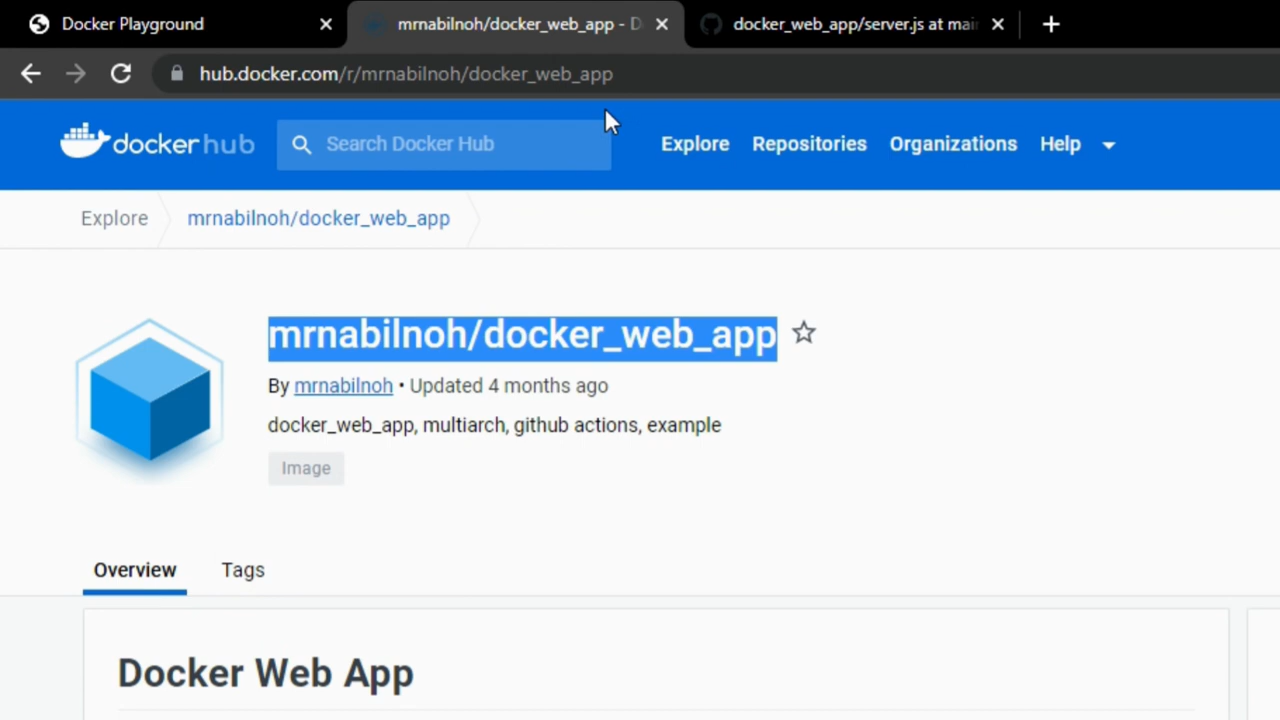 Docker Playground
mrnabilnoh/docker_web_app - D
docker_web_app/server.js at main
hub.docker.com/r/mrnabilnoh/docker_web_app
docker hub
Search Docker Hub
Explore
Repositories
Organizations
Help
Explore
mrnabilnoh/docker_web_app
mrnabilnoh/docker_web_app
By mrnabilnoh • Updated 4 months ago
docker_web_app, multiarch, github actions, example
Image
Overview
Tags
Docker Web App